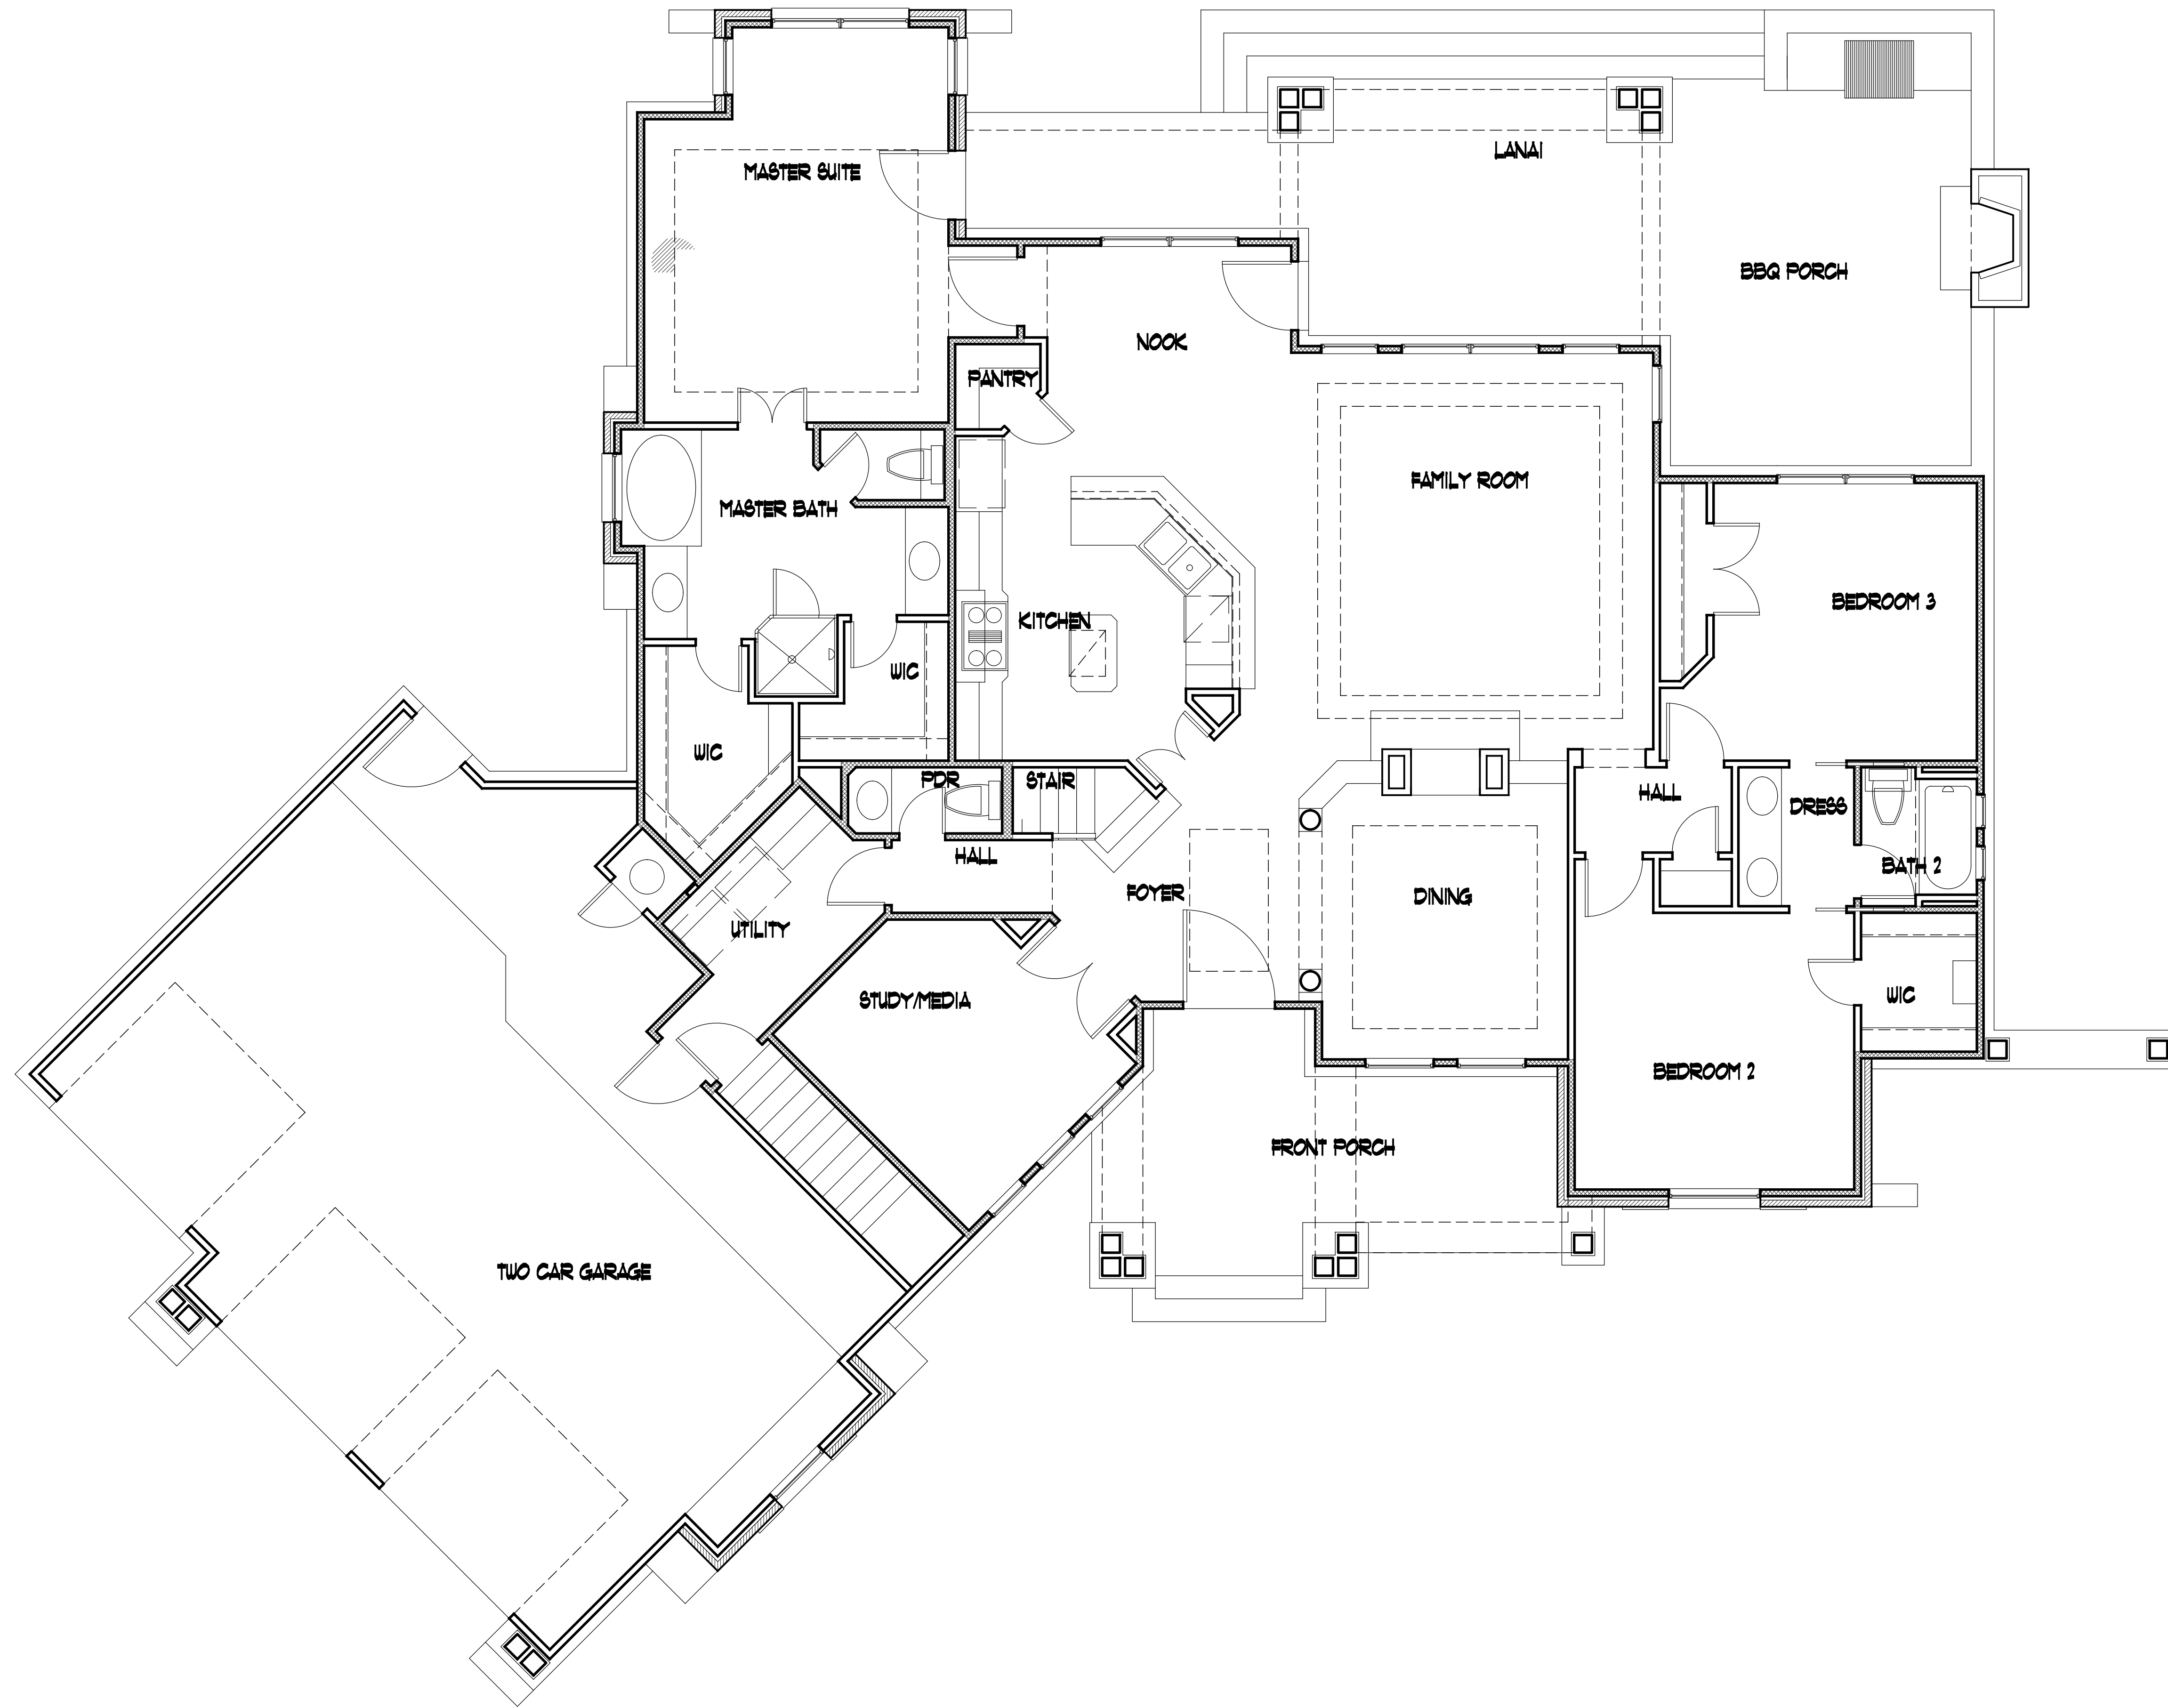 LANAI
MASTER SUITE
BBQ PORCH
NOOK
PANTRY
FAMILY ROOM
MASTER BATH
BEDROOM 3
KITCHEN
WIC
WIC
PDR
STAIR
HALL
DRESS
HALL
BATH 2
FOYER
DINING
UTILITY
STUDY/MEDIA
WIC
BEDROOM 2
FRONT PORCH
TWO CAR GARAGE